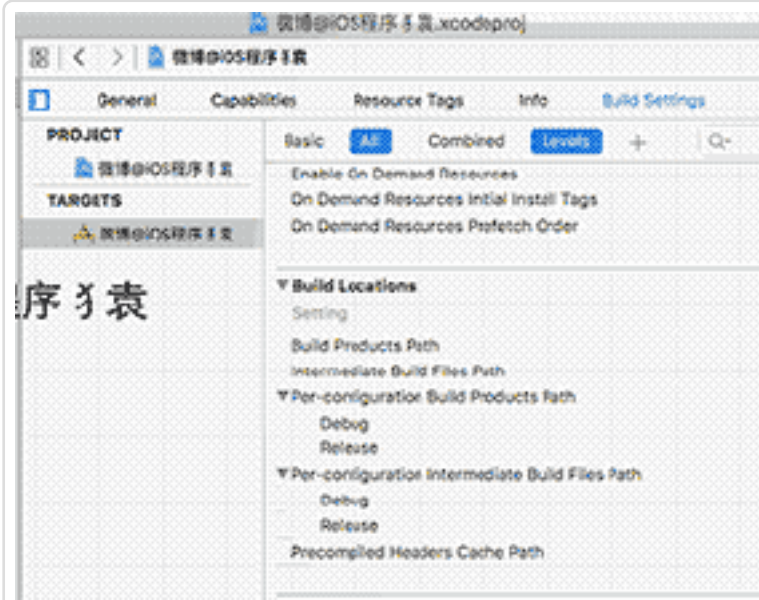 微博@iOS程序犭袁.xcodeproj
微博@iOS程序犭袁
General Capabilities Resource Tags Info Build Settings
PROJECT
微博@iOS程序犭袁
TARGETS
微博@iOS程序犭袁
Basic All Combined Levels +
Enable On Demand Resources
On Demand Resources Initial Install Tags
On Demand Resources Prefetch Order
Build Locations
Setting
Build Products Path
Intermediate Build Files Path
Per-configuration Build Products Path
Debug
Release
Per-configuration Intermediate Build Files Path
Debug
Release
Precompiled Headers Cache Path
序犭袁